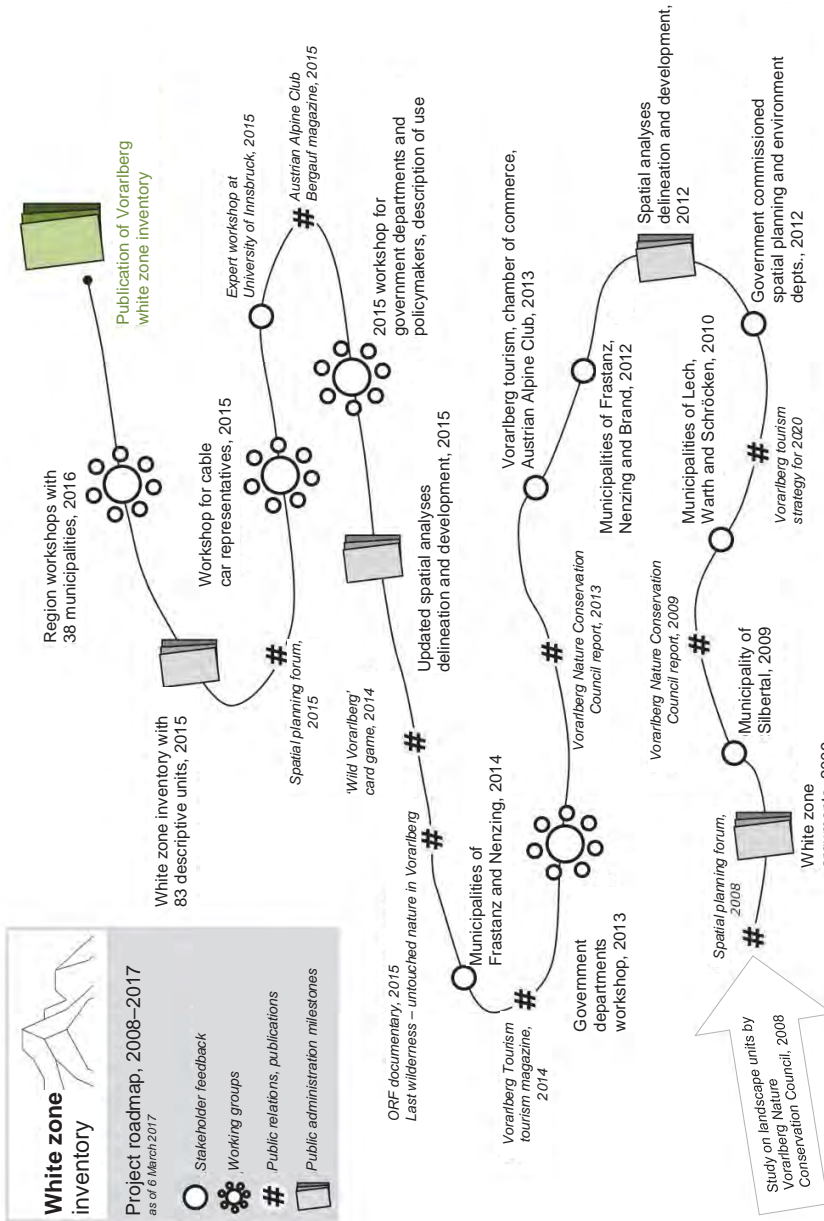 White zone
inventory
Project roadmap, 2008–2017
as of 6 March 2017
Stakeholder feedback
Working groups
Public relations, publications
Public administration milestones
Publication of Vorarlberg
white zone inventory
Region workshops with
38 municipalities, 2016
White zone inventory with
83 descriptive units, 2015
Spatial planning forum,
2015
Workshop for cable
car representatives, 2015
Expert workshop at
University of Innsbruck, 2015
Austrian Alpine Club
Bergauf magazine, 2015
2015 workshop for
government departments and
policymakers, description of use
Updated spatial analyses
delineation and development, 2015
'Wild Vorarlberg'
card game, 2014
ORF documentary, 2015
Last wilderness – untouched nature in Vorarlberg
Municipalities of
Frastanz and Nenzing, 2014
Vorarlberg Tourism
tourism magazine,
2014
Government
departments
workshop, 2013
Vorarlberg Nature Conservation
Council report, 2013
Vorarlberg tourism, chamber of commerce,
Austrian Alpine Club, 2013
Municipalities of Frastanz,
Nenzing and Brand, 2012
Spatial analyses
delineation and development,
2012
Government commissioned
spatial planning and environment
depts., 2012
Vorarlberg tourism
strategy for 2020
Municipalities of Lech,
Warth and Schröcken, 2010
Vorarlberg Nature Conservation
Council report, 2009
Municipality of
Silbertal, 2009
White zone
Spatial planning forum,
2008
Study on landscape units by
Vorarlberg Nature
Conservation Council, 2008